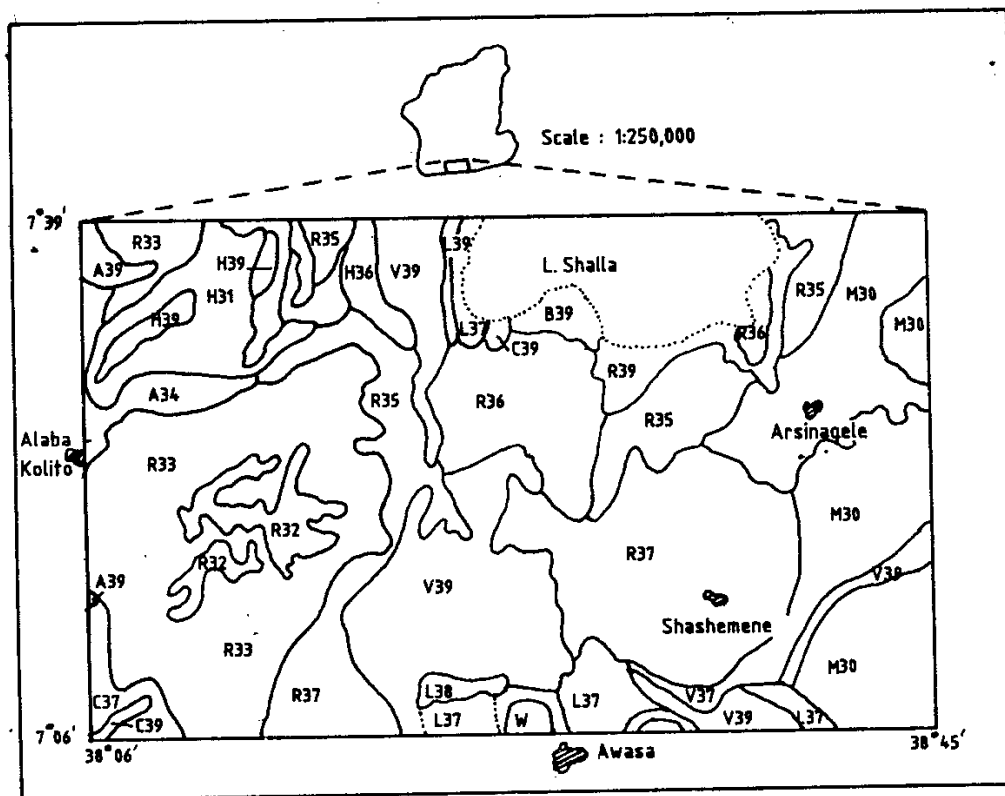 Scale : 1:250,000
7°39'
R33
R35
L39
A39
H39
H36
V39
L. Shalla
R35
M30
H31
M30
H39
B39
L37
R36
C39
R39
A34
R35
R36
R35
Arsinagele
Alaba
Kolito
R33
M30
R32
R32
R37
A39
V39
V39
Shashemene
R33
M30
R37
L38
L37
V37
C37
C39
L37
W
V39
L37
7°06'
38°06'
Awasa
38°45'